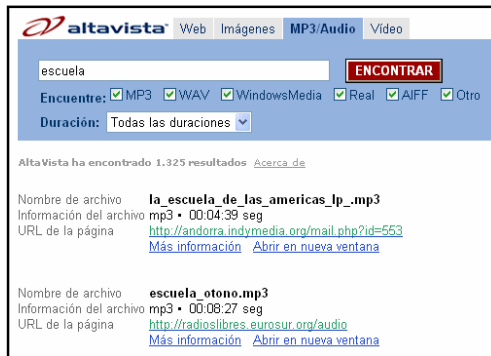 altavista Web Imágenes MP3/Audio Vídeo
escuela ENCONTRAR
Encuentre: MP3 WAV WindowsMedia Real AIFF Otro
Duración: Todas las duraciones
AltaVista ha encontrado 1.325 resultados Acerca de
Nombre de archivo la_escuela_de_las_americas_lp_.mp3
Información del archivo mp3 • 00:04:39 seg
URL de la página http://andorra.indymedia.org/mail.php?id=553
Más información Abrir en nueva ventana
Nombre de archivo escuela_otono.mp3
Información del archivo mp3 • 00:08:27 seg
URL de la página http://radioslibres.eurosur.org/audio
Más información Abrir en nueva ventana